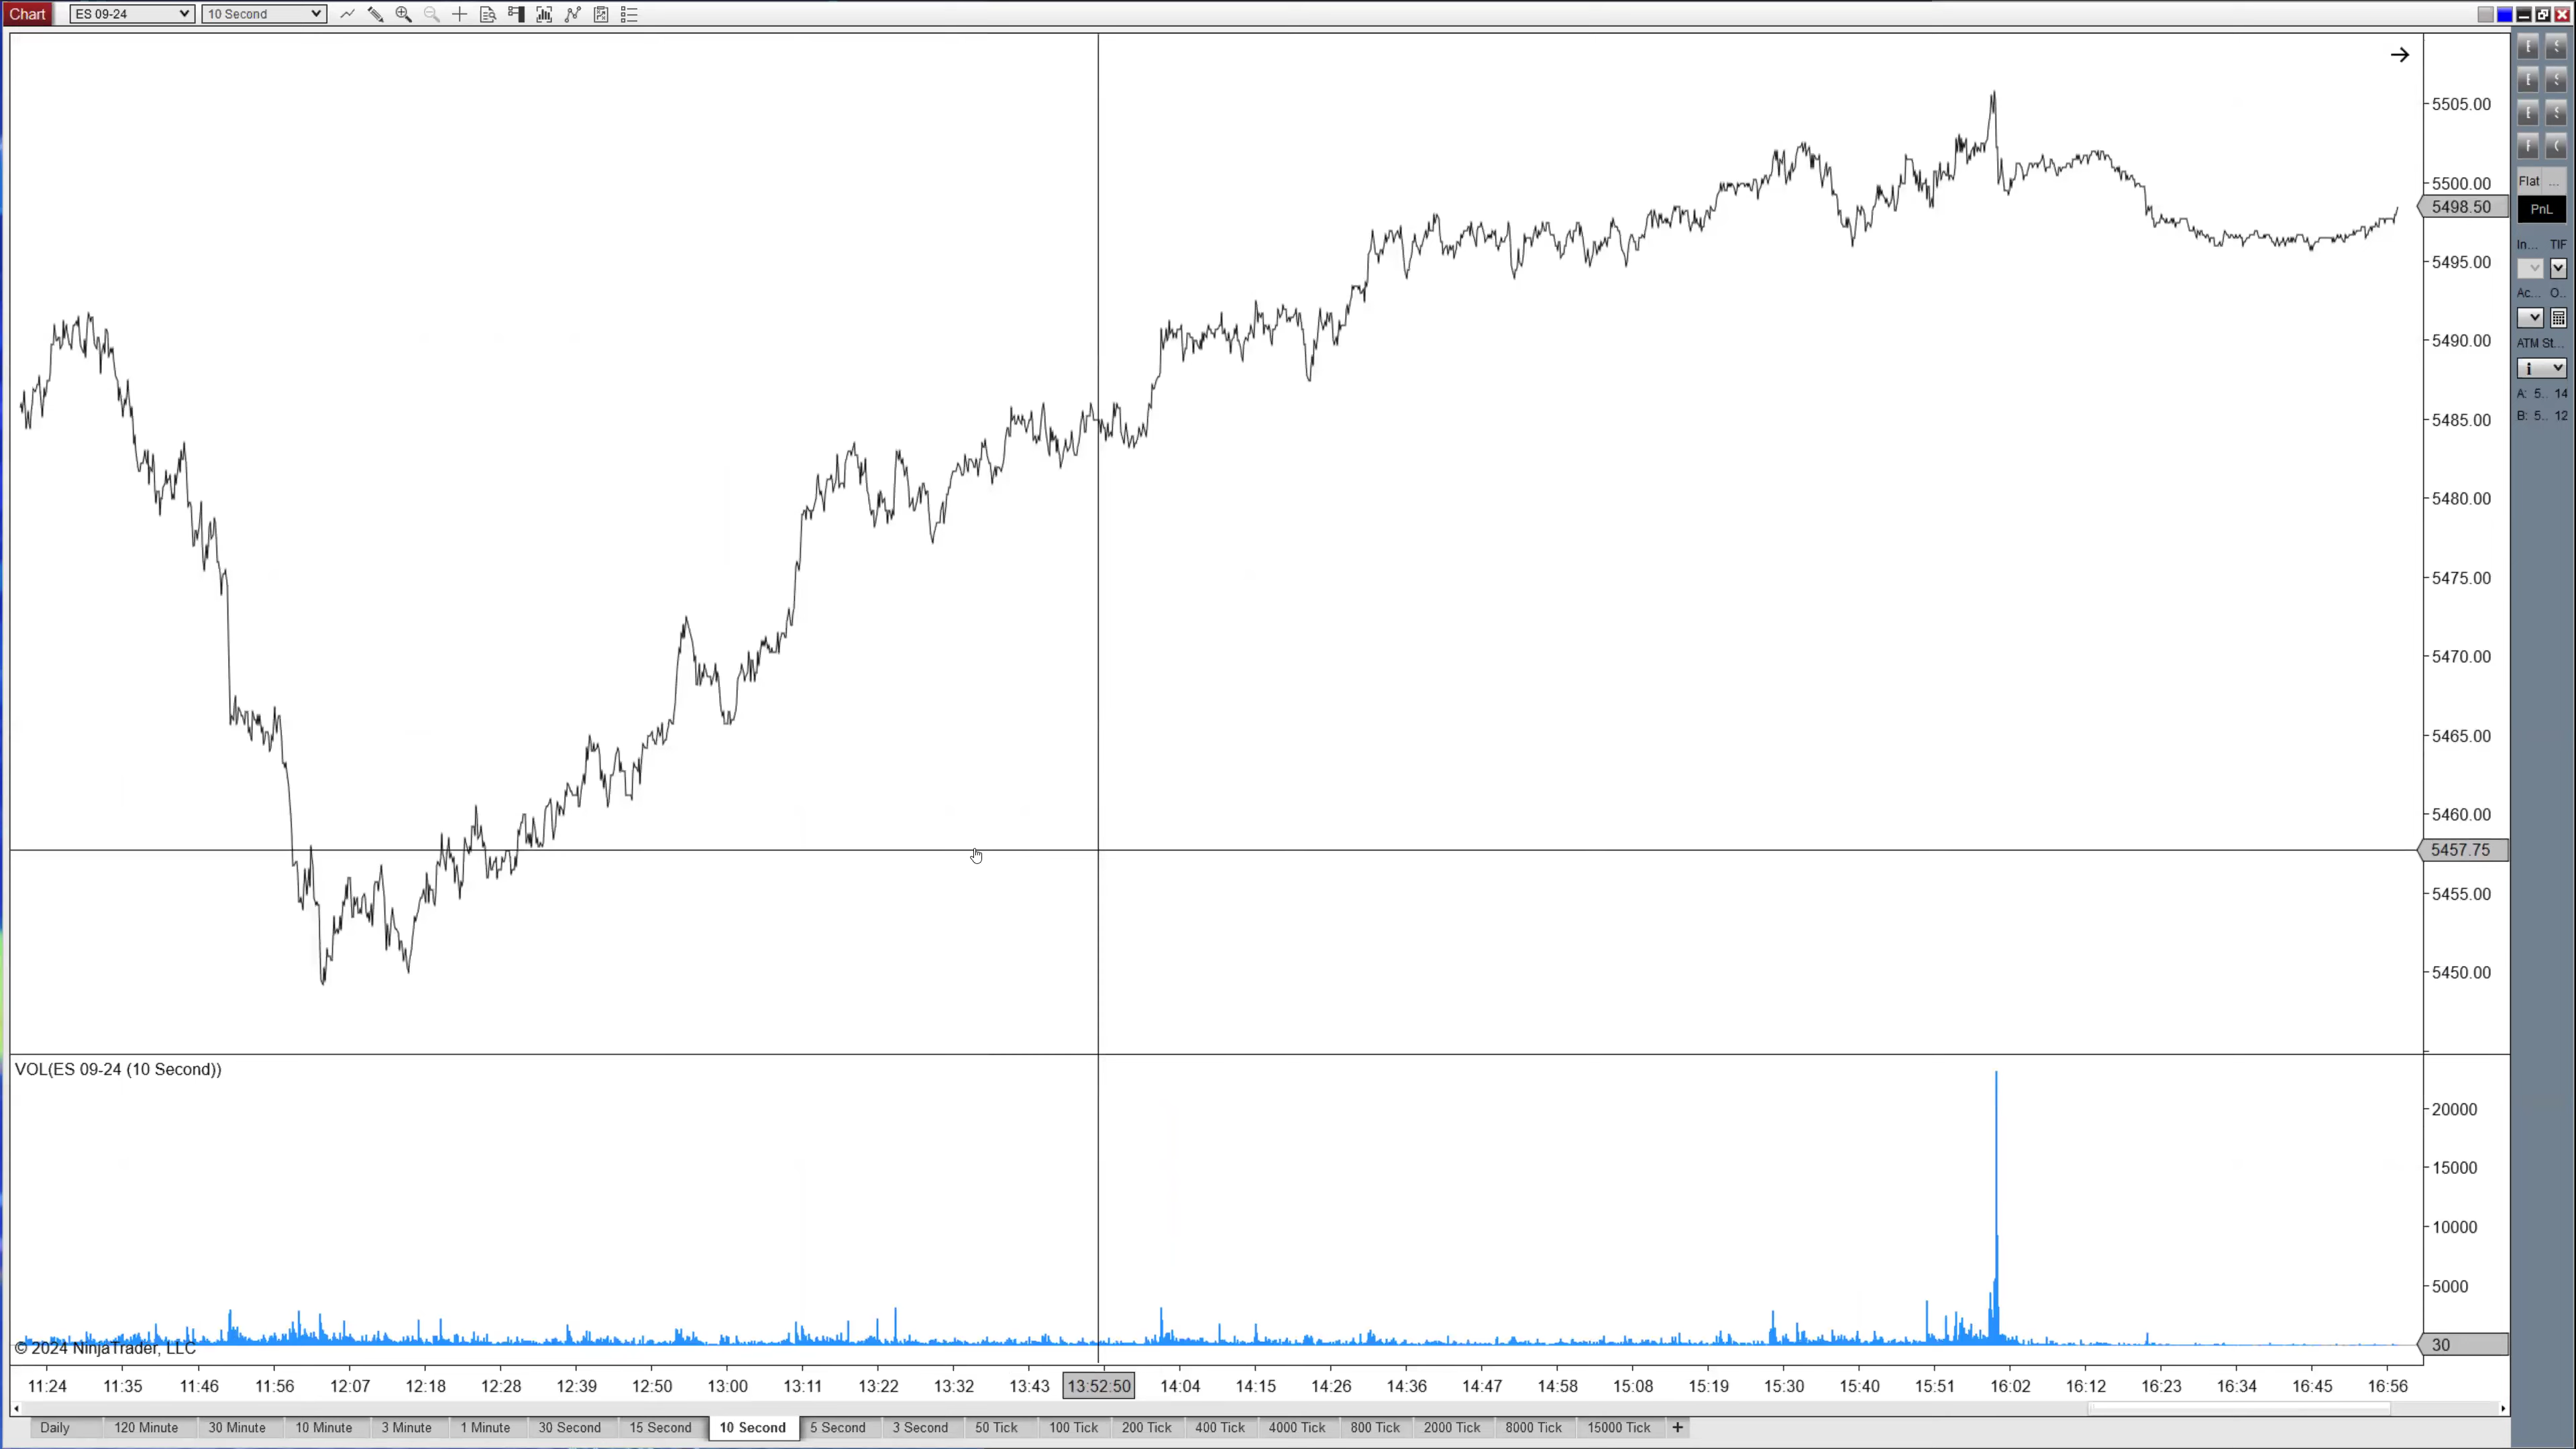 Chart ES 09-24 10 Second
5505.00
5500.00
5498.50
5495.00
5490.00
5485.00
5480.00
5475.00
5470.00
5465.00
5460.00
5457.75
5455.00
5450.00
Flat ...
PnL
In... TIF
Ac... O..
ATM St...
A: 5.. 14
B: 5.. 12
VOL(ES 09-24 (10 Second))
20000
15000
10000
5000
30
© 2024 NinjaTrader, LLC
11:24 11:35 11:46 11:56 12:07 12:18 12:28 12:39 12:50 13:00 13:11 13:22 13:32 13:43 13:52:50 14:04 14:15 14:26 14:36 14:47 14:58 15:08 15:19 15:30 15:40 15:51 16:02 16:12 16:23 16:34 16:45 16:56
Daily 120 Minute 30 Minute 10 Minute 3 Minute 1 Minute 30 Second 15 Second 10 Second 5 Second 3 Second 50 Tick 100 Tick 200 Tick 400 Tick 4000 Tick 800 Tick 2000 Tick 8000 Tick 15000 Tick +